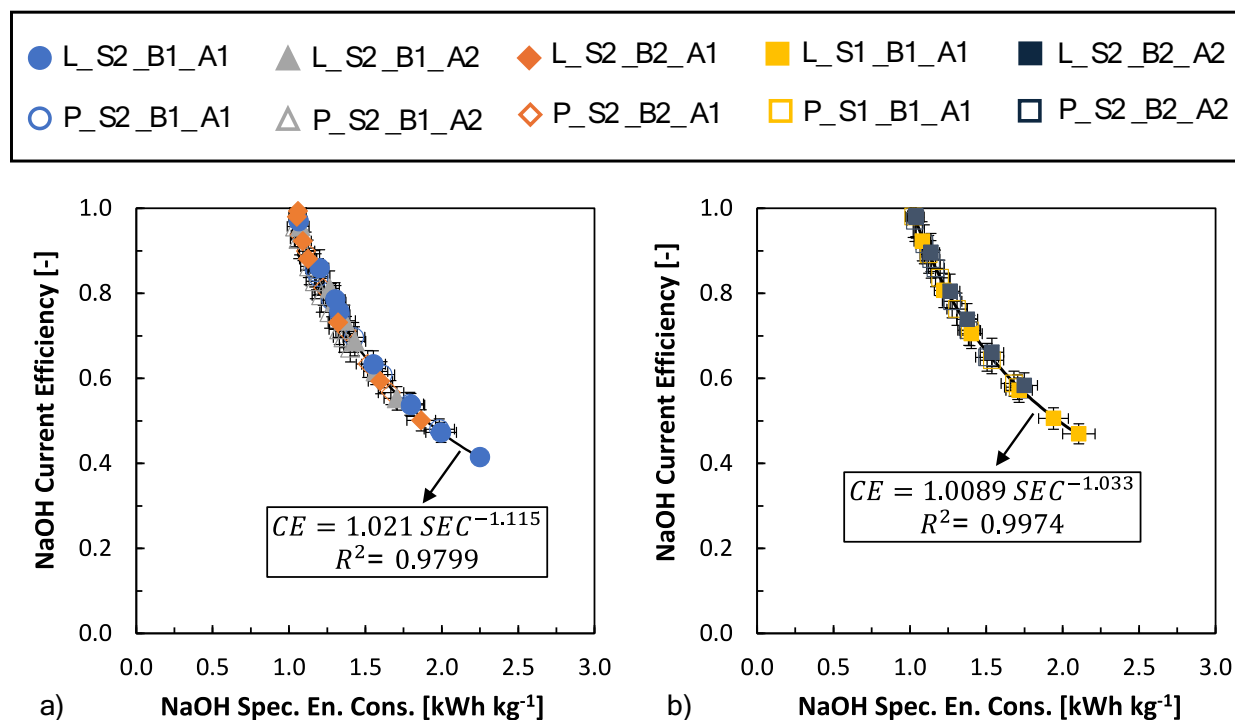 L_S2_B1_A1 L_S2_B1_A2 L_S2_B2_A1 L_S1_B1_A1 L_S2_B2_A2
P_S2_B1_A1 P_S2_B1_A2 P_S2_B2_A1 P_S1_B1_A1 P_S2_B2_A2
NaOH Current Efficiency [-]
1.0
0.8
0.6
0.4
0.2
0.0
CE = 1.021 SEC^{-1.115}
R² = 0.9799
0.0 0.5 1.0 1.5 2.0 2.5 3.0
a) NaOH Spec. En. Cons. [kWh kg⁻¹]
NaOH Current Efficiency [-]
1.0
0.8
0.6
0.4
0.2
0.0
CE = 1.0089 SEC^{-1.033}
R² = 0.9974
0.0 0.5 1.0 1.5 2.0 2.5 3.0
b) NaOH Spec. En. Cons. [kWh kg⁻¹]